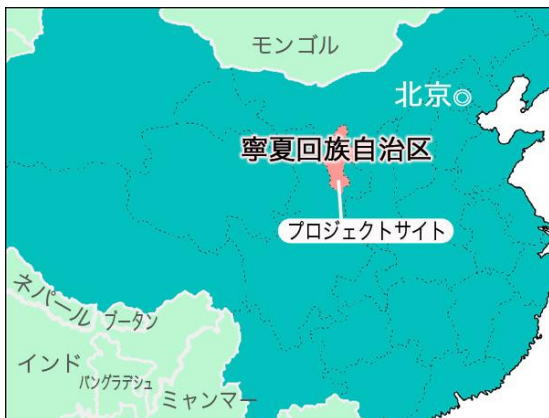 モンゴル
北京
寧夏回族自治区
プロジェクトサイト
ネパール
ブータン
インド
バングラデシュ
ミャンマー